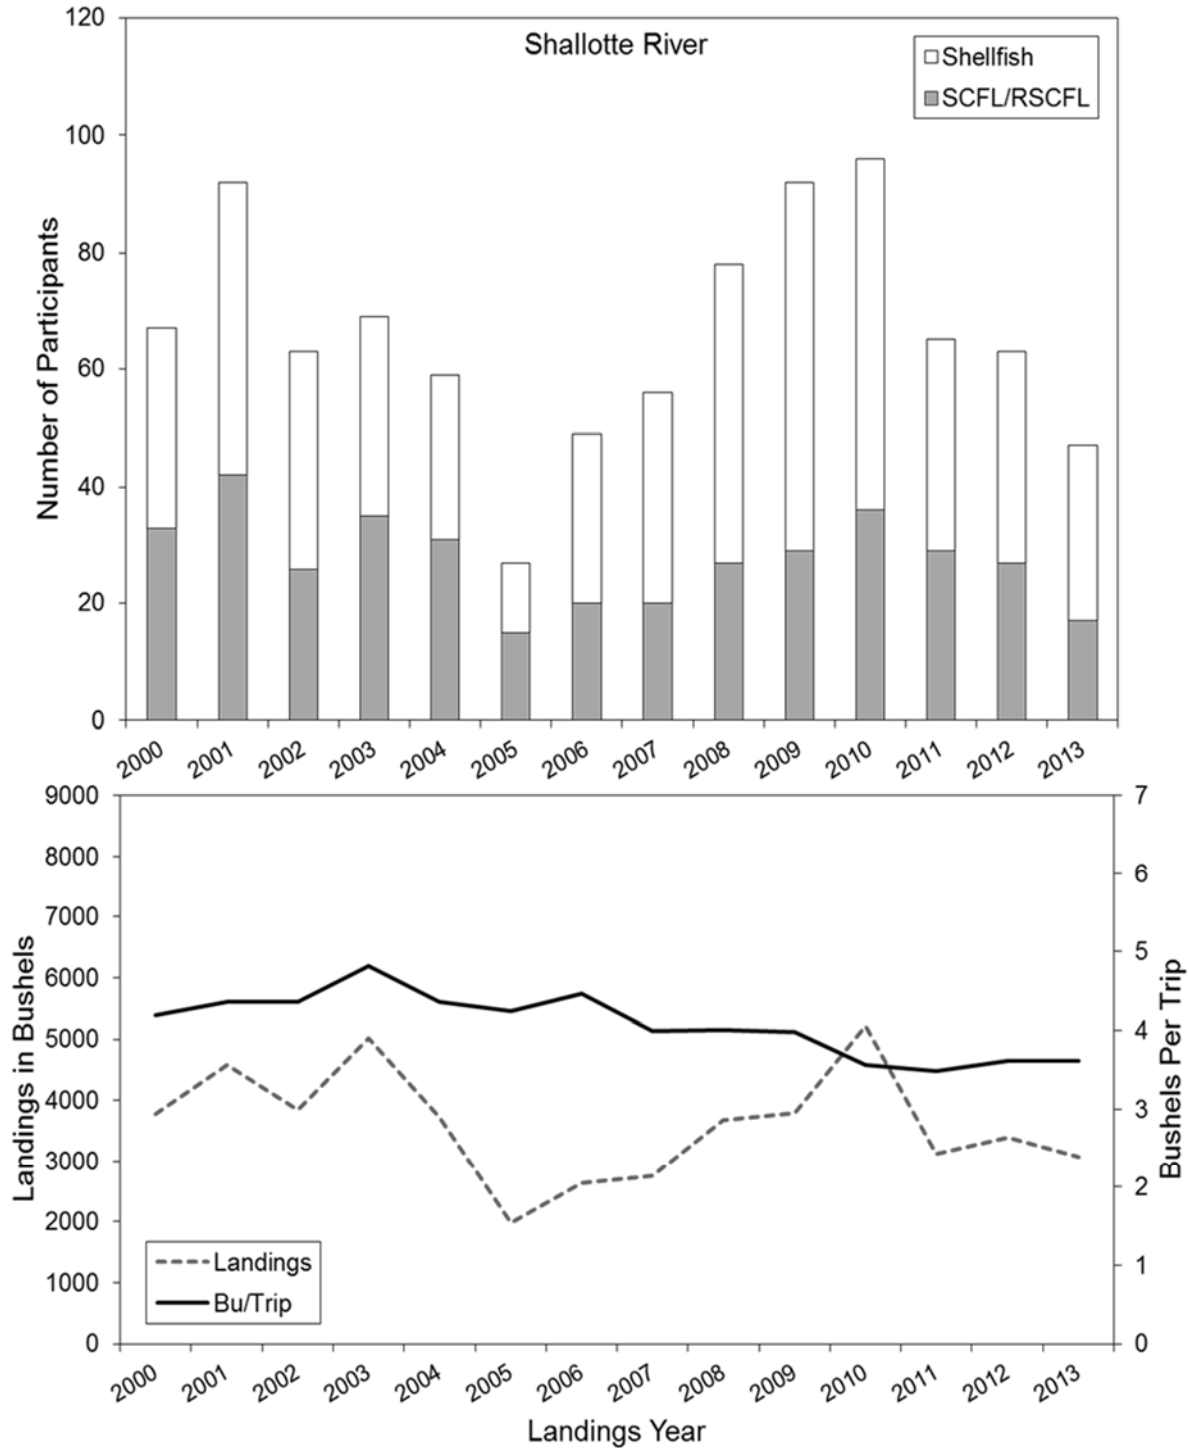 Shallotte River
Shellfish
SCFL/RSCFL
Number of Participants
120
100
80
60
40
20
0
2000 2001 2002 2003 2004 2005 2006 2007 2008 2009 2010 2011 2012 2013
Landings in Bushels
9000
8000
7000
6000
5000
4000
3000
2000
1000
0
Landings
Bu/Trip
7
6
5
4
3
2
1
0
Bushels Per Trip
2000 2001 2002 2003 2004 2005 2006 2007 2008 2009 2010 2011 2012 2013
Landings Year